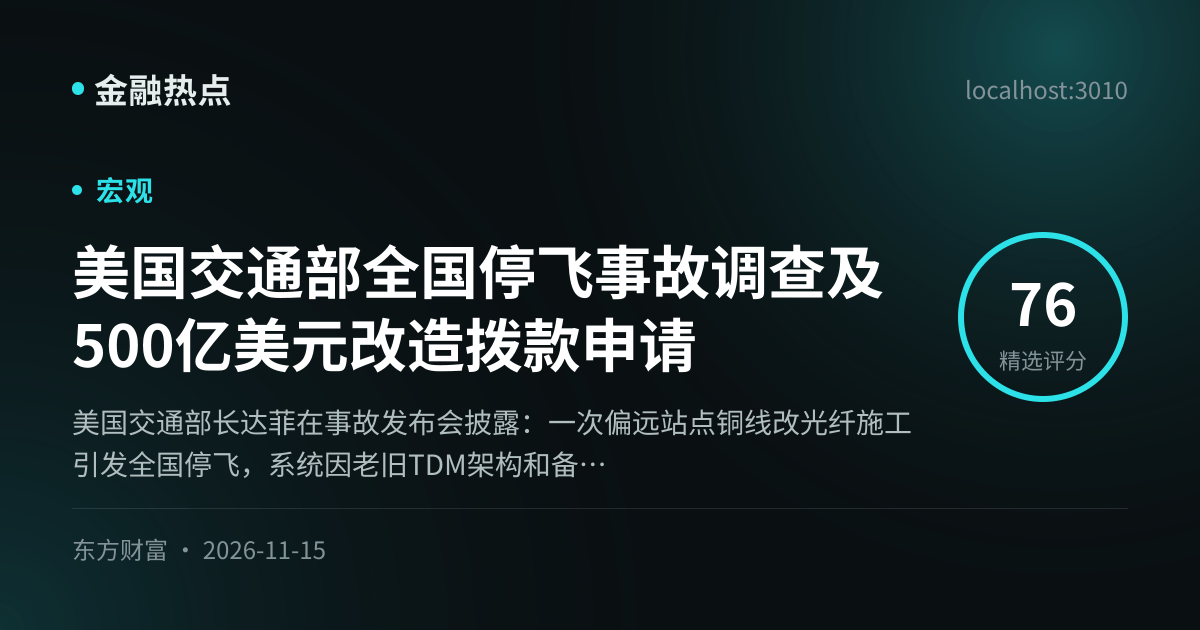 金融热点
localhost:3010
宏观
美国交通部全国停飞事故调查及
500亿美元改造拨款申请
76
精选评分
美国交通部长达菲在事故发布会披露：一次偏远站点铜线改光纤施工
引发全国停飞，系统因老旧TDM架构和备…
东方财富 • 2026-11-15